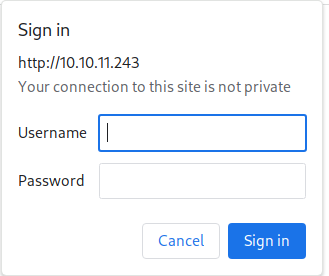 Sign in
http://10.10.11.243
Your connection to this site is not private
Username
Password
Cancel Sign in